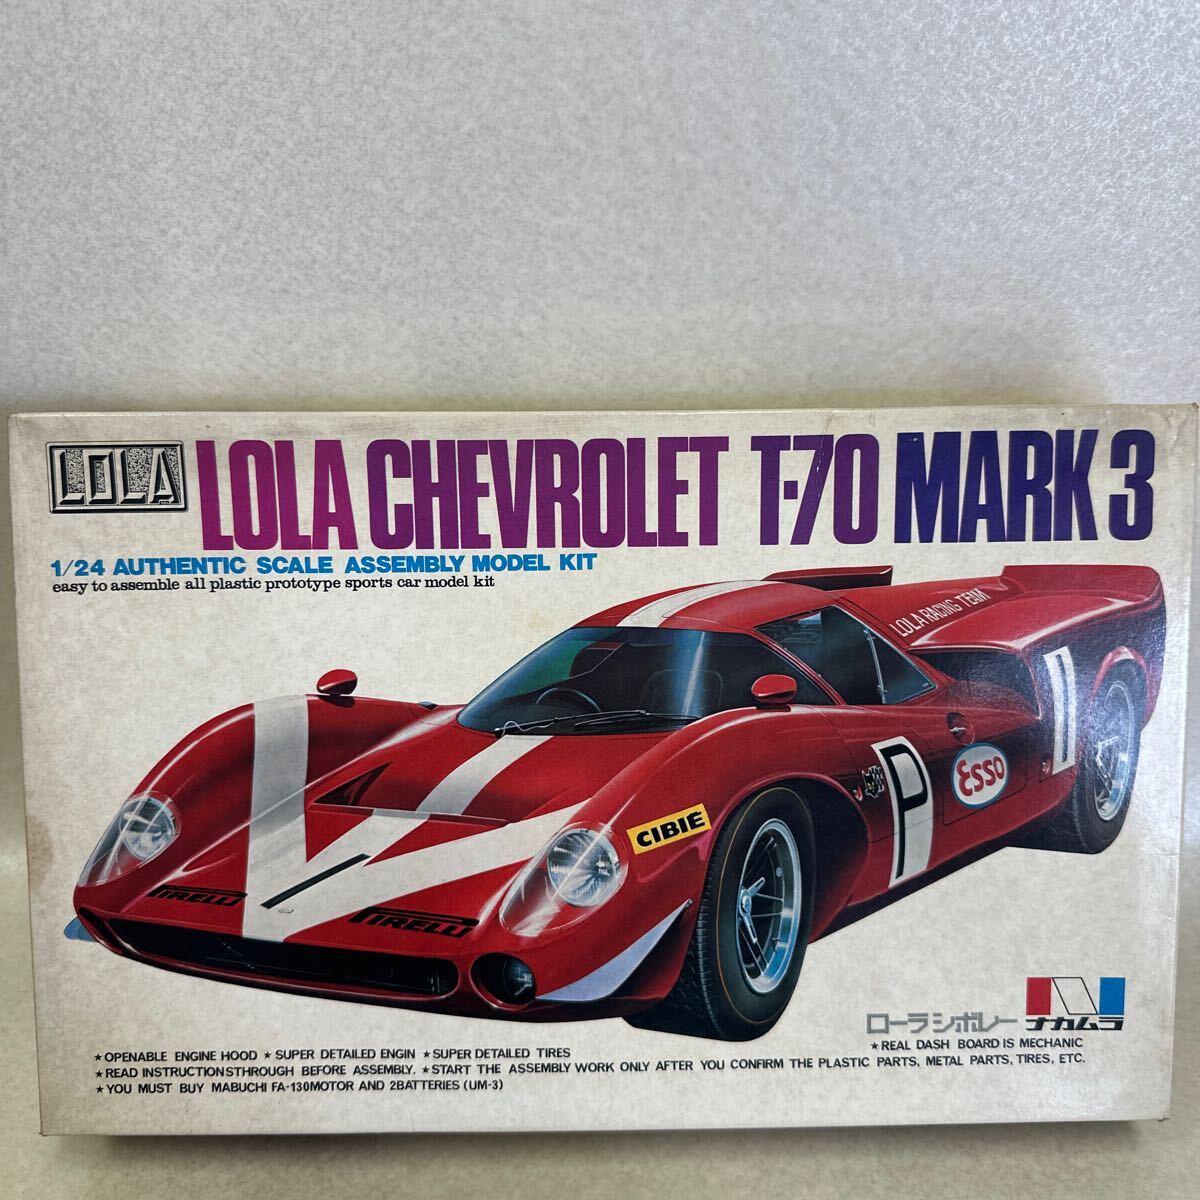 LOLA
LOLA CHEVROLET T-70 MARK 3
1/24 AUTHENTIC SCALE ASSEMBLY MODEL KIT
easy to assemble all plastic prototype sports car model kit
LOLA RACING TEAM
P
Esso
CIBIÉ
PIRELLI
PIRELLI
ローラシボレー ナカムラ
★REAL DASH BOARD IS MECHANIC
★OPENABLE ENGINE HOOD ★SUPER DETAILED ENGIN ★SUPER DETAILED TIRES
★READ INSTRUCTIONSTHROUGH BEFORE ASSEMBLY. ★START THE ASSEMBLY WORK ONLY AFTER YOU CONFIRM THE PLASTIC PARTS, METAL PARTS, TIRES, ETC.
★YOU MUST BUY MABUCHI FA-130MOTOR AND 2BATTERIES (UM-3)